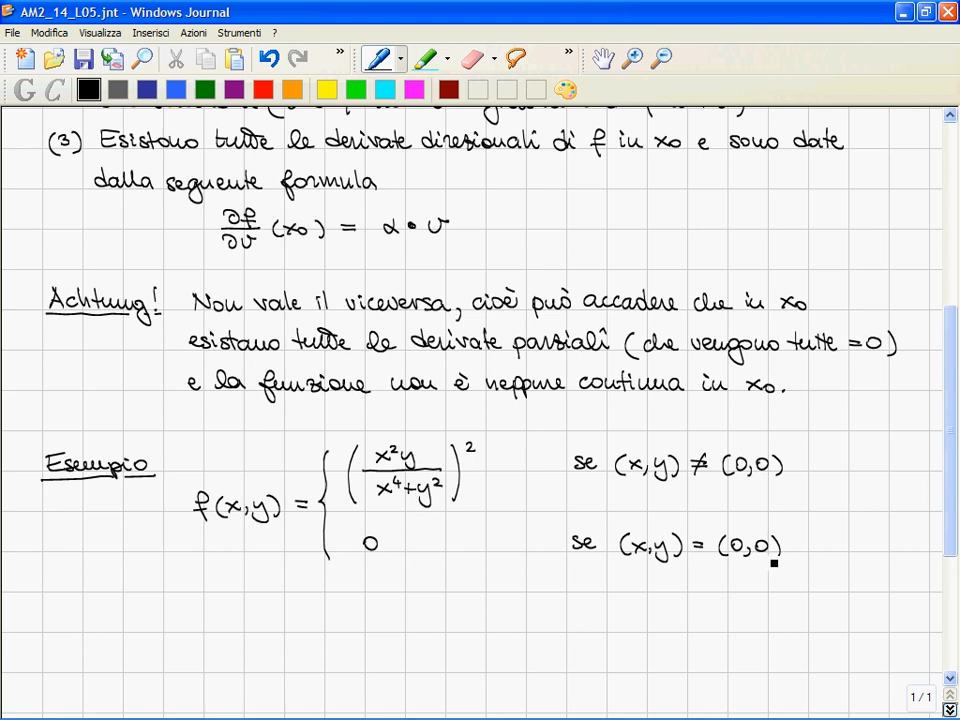 AM2_14_L05.jnt - Windows Journal
File Modifica Visualizza Inserisci Azioni Strumenti ?
G C
(3) Esistono tutte le derivate direzionali di f in x0 e sono date
dalla seguente formula
∂f/∂v (x0) = α • v
Achtung! Non vale il viceversa, cioè può accadere che in x0
esistano tutte le derivate parziali (che vengono tutte = 0)
e la funzione non è neppure continua in x0.
Esempio f(x,y) = { (x²y / x⁴+y²)² se (x,y) ≠ (0,0)
0 se (x,y) = (0,0)
1 / 1